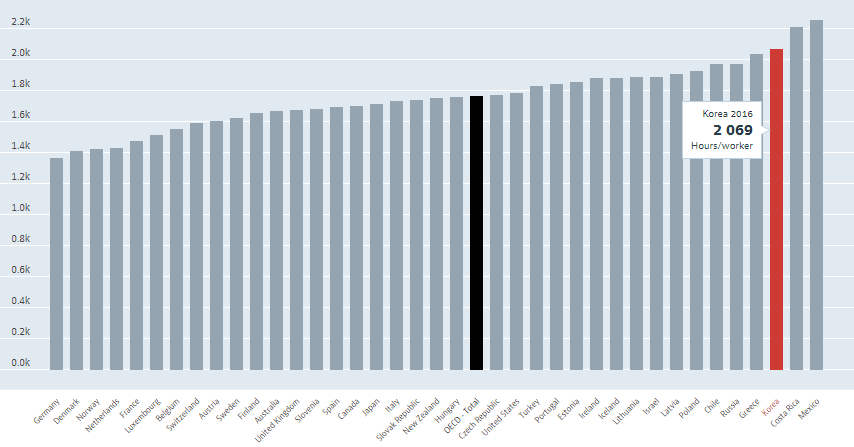 2.2k
2.0k
1.8k
1.6k
1.4k
1.2k
1.0k
0.8k
0.6k
0.4k
0.2k
0.0k
Korea 2016
2 069
Hours/worker
Germany
Denmark
Norway
Netherlands
France
Luxembourg
Belgium
Switzerland
Austria
Sweden
Finland
Australia
United Kingdom
Slovenia
Spain
Canada
Japan
Italy
Slovak Republic
New Zealand
Hungary
OECD - Total
Czech Republic
United States
Turkey
Portugal
Estonia
Ireland
Iceland
Lithuania
Israel
Latvia
Poland
Chile
Russia
Greece
Korea
Costa Rica
Mexico